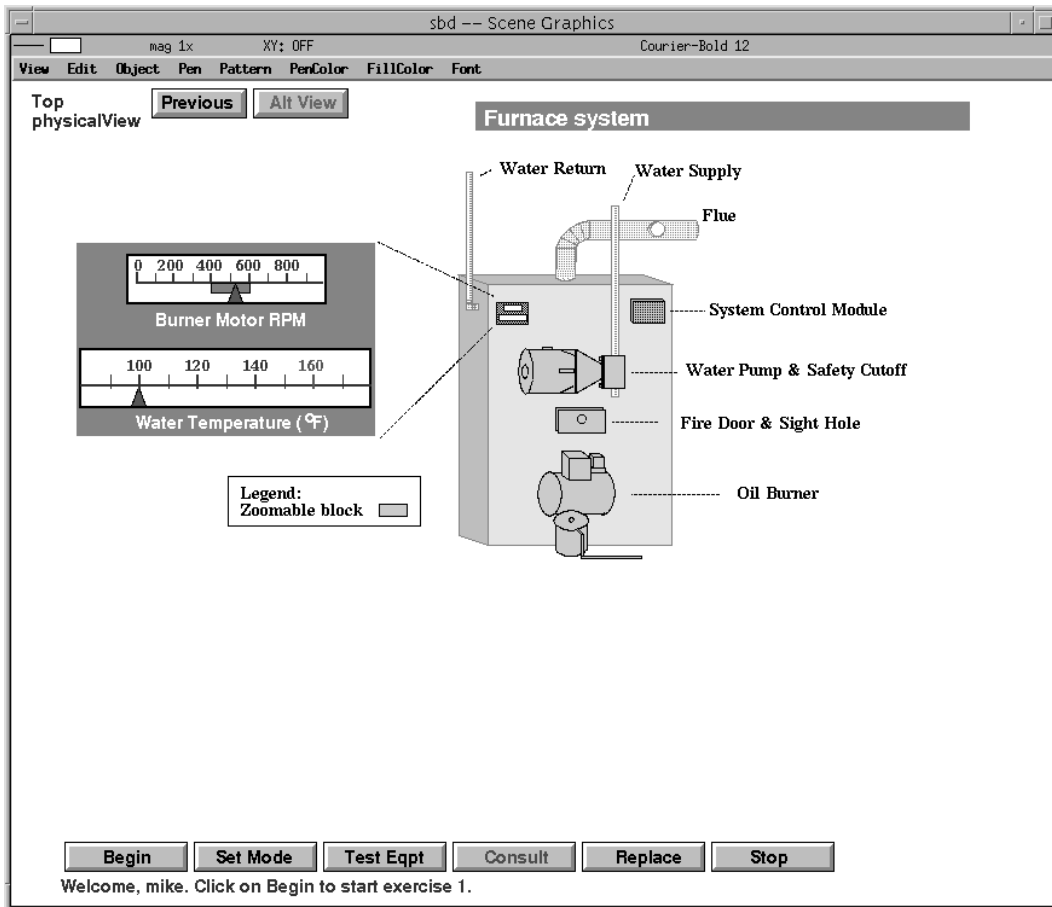 sbd -- Scene Graphics
mag 1x XY: OFF Courier-Bold 12
View Edit Object Pen Pattern PenColor FillColor Font
Top
physicalView
Previous
Alt View
Furnace system
Water Return
Water Supply
Flue
0 200 400 600 800
Burner Motor RPM
System Control Module
100 120 140 160
Water Temperature (°F)
Water Pump & Safety Cutoff
Fire Door & Sight Hole
Legend:
Zoomable block
Oil Burner
Begin Set Mode Test Eqpt Consult Replace Stop
Welcome, mike. Click on Begin to start exercise 1.